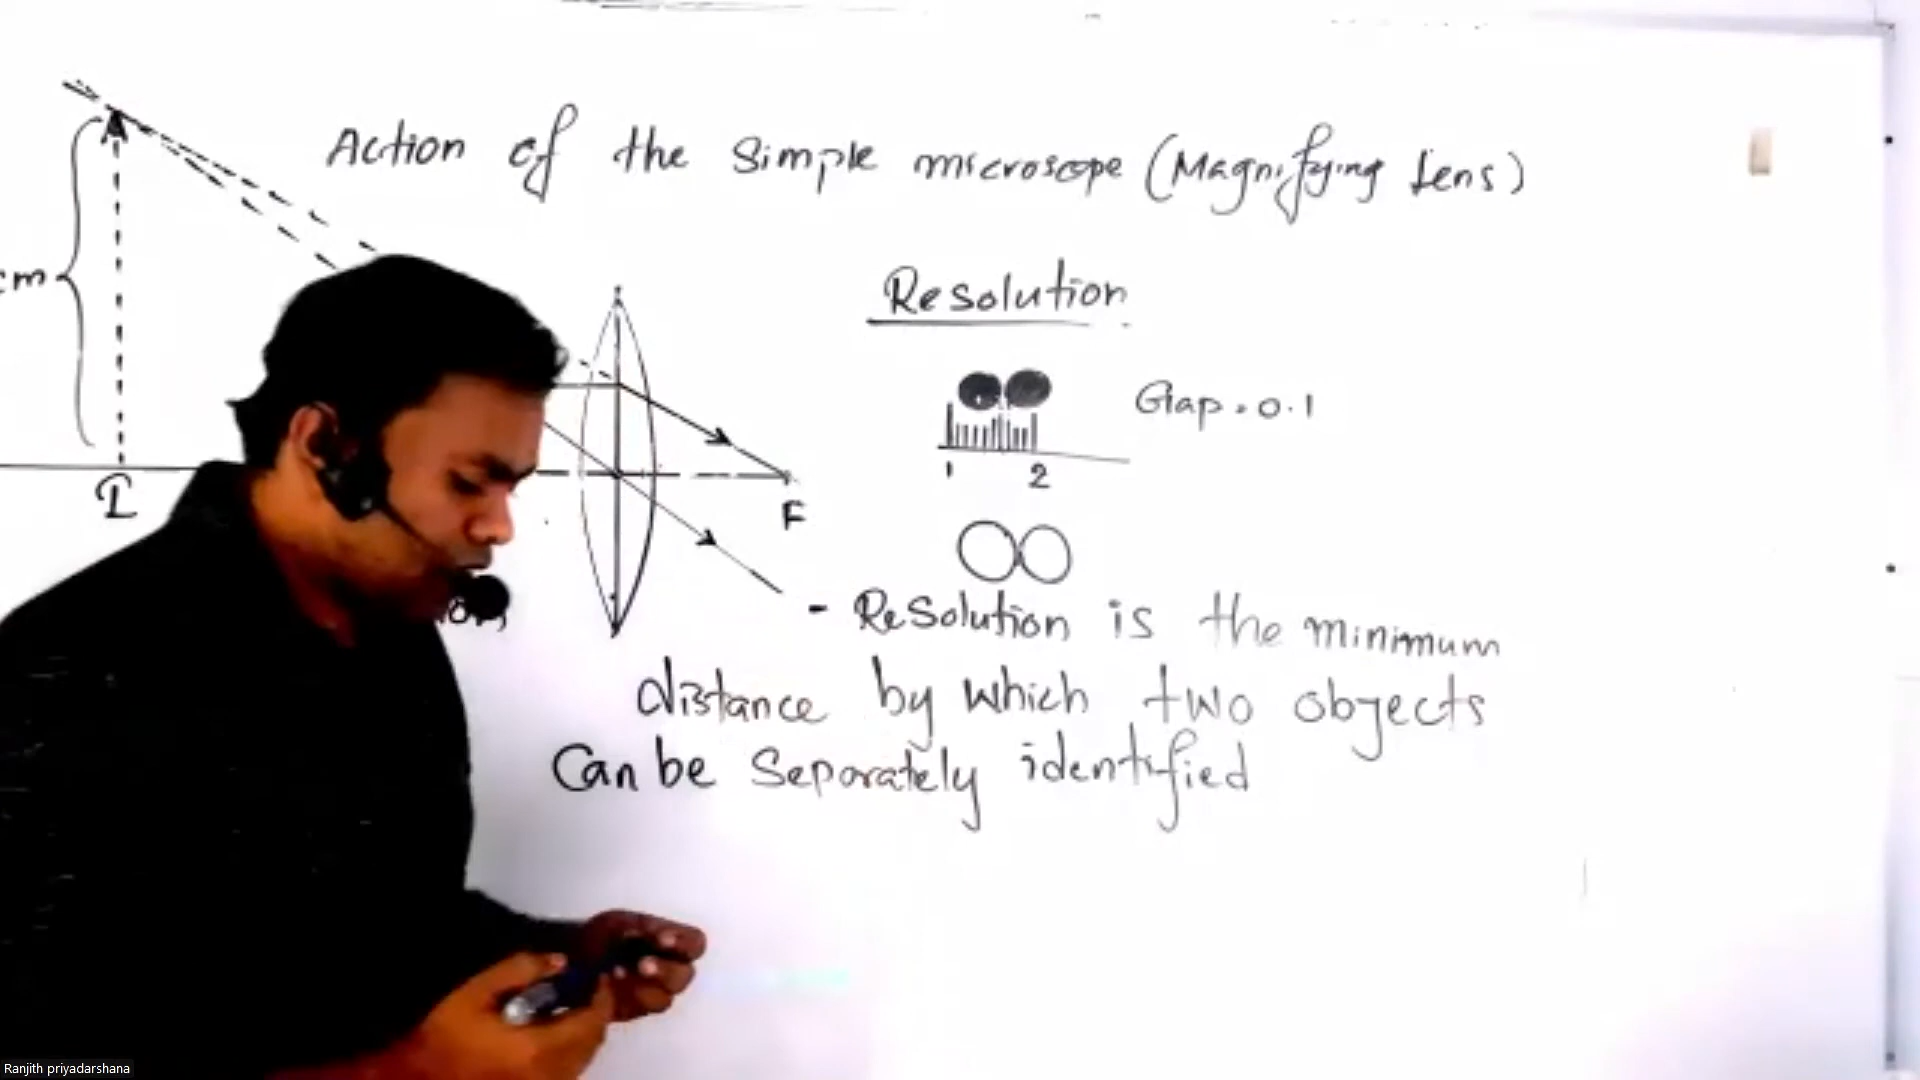 Action of the Simple microscope (Magnifying Lens)
cm
Resolution
Gap = 0.1
1 2
I
F
- Resolution is the minimum
distance by which two objects
Can be Separately identified
Ranjith priyadarshana